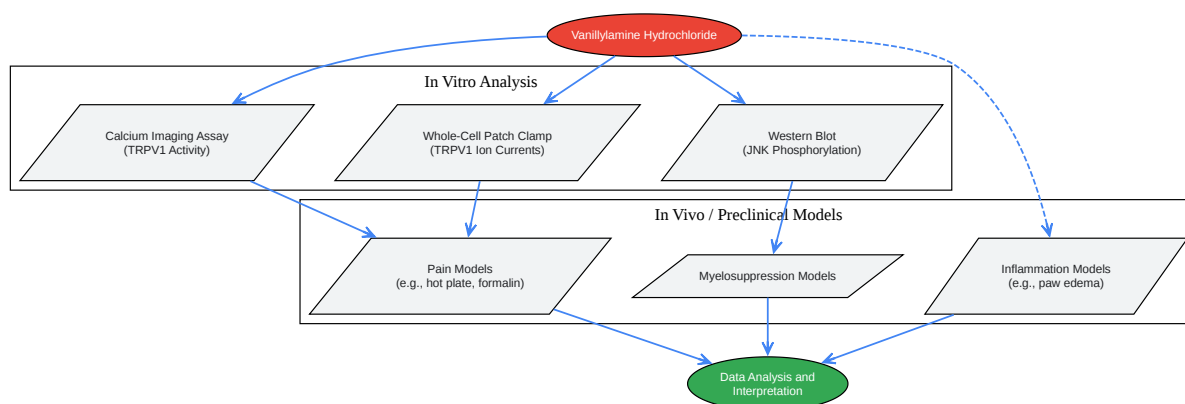 Vanillylamine Hydrochloride
In Vitro Analysis
Calcium Imaging Assay
(TRPV1 Activity)
Whole-Cell Patch Clamp
(TRPV1 Ion Currents)
Western Blot
(JNK Phosphorylation)
In Vivo / Preclinical Models
Pain Models
(e.g., hot plate, formalin)
Myelosuppression Models
Inflammation Models
(e.g., paw edema)
Data Analysis and
Interpretation